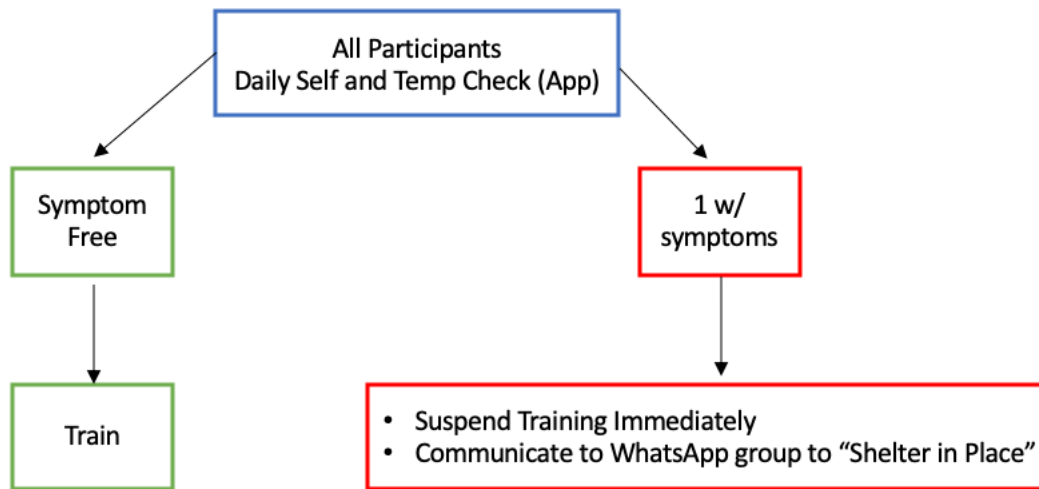 All Participants
Daily Self and Temp Check (App)
Symptom
Free
1 w/
symptoms
Train
• Suspend Training Immediately
• Communicate to WhatsApp group to “Shelter in Place”